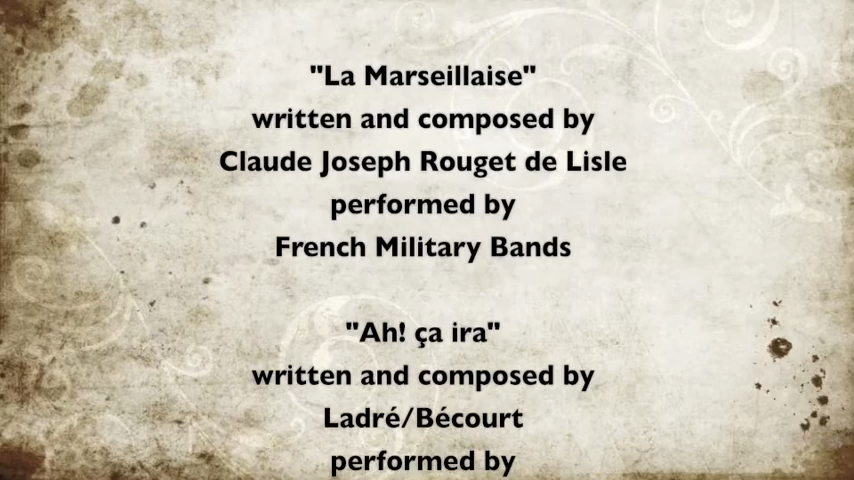 "La Marseillaise"
written and composed by
Claude Joseph Rouget de Lisle
performed by
French Military Bands
"Ah! ça ira"
written and composed by
Ladré/Bécourt
performed by